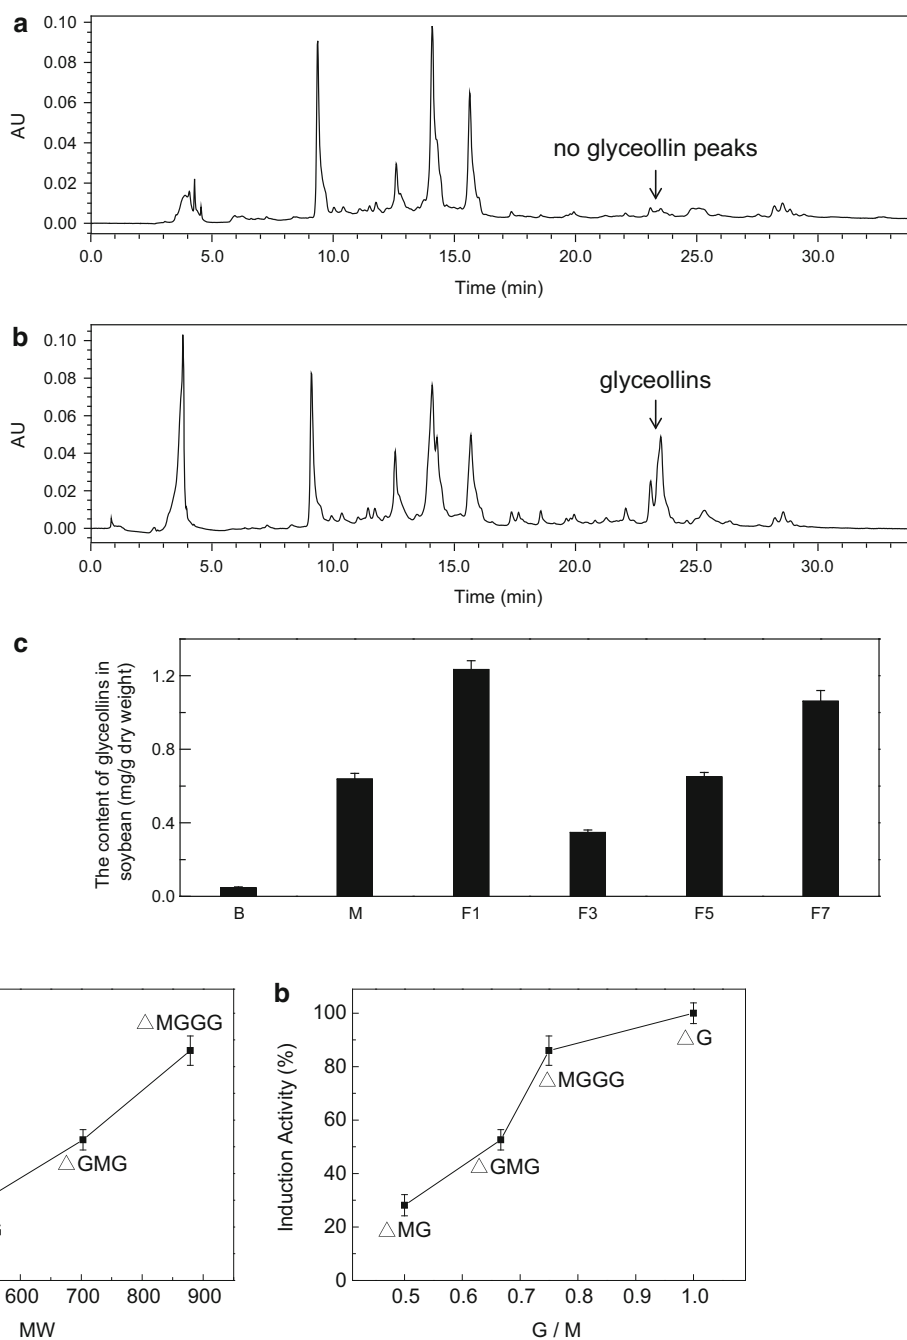 a
0.10
0.08
0.06
0.04
0.02
0.00
AU
no glyceollin peaks
0.0 5.0 10.0 15.0 20.0 25.0 30.0
Time (min)
b
0.10
0.08
0.06
0.04
0.02
0.00
AU
glyceollins
0.0 5.0 10.0 15.0 20.0 25.0 30.0
Time (min)
c
The content of glyceollins in
soybean (mg/g dry weight)
1.2
0.8
0.4
0.0
B M F1 F3 F5 F7
△MGGG
△GMG
600 700 800 900
MW
b
Induction Activity (%)
100
80
60
40
20
0
△G
△MGGG
△GMG
△MG
0.5 0.6 0.7 0.8 0.9 1.0
G / M